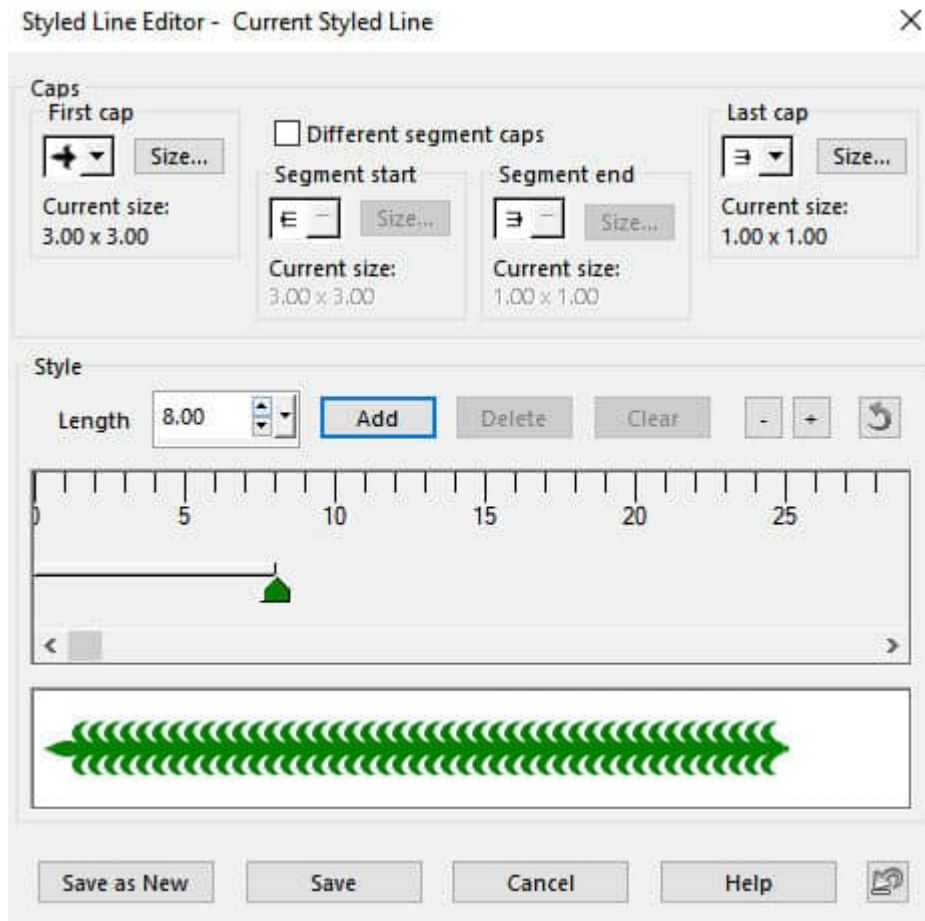 Styled Line Editor - Current Styled Line
Caps
First cap
Size...
Current size:
3.00 x 3.00
Different segment caps
Segment start
Size...
Current size:
3.00 x 3.00
Segment end
Size...
Current size:
1.00 x 1.00
Last cap
Size...
Current size:
1.00 x 1.00
Style
Length 8.00 Add Delete Clear - +
0 5 10 15 20 25
Save as New Save Cancel Help